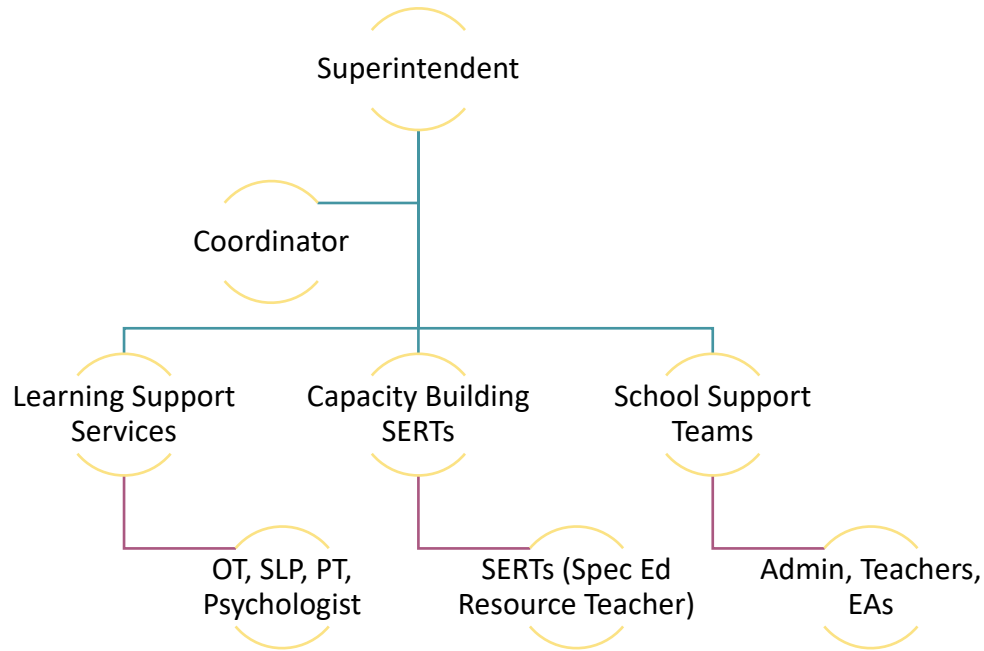 Superintendent
Coordinator
Learning Support
Services
Capacity Building
SERTs
School Support
Teams
OT, SLP, PT,
Psychologist
SERTs (Spec Ed
Resource Teacher)
Admin, Teachers,
EAs